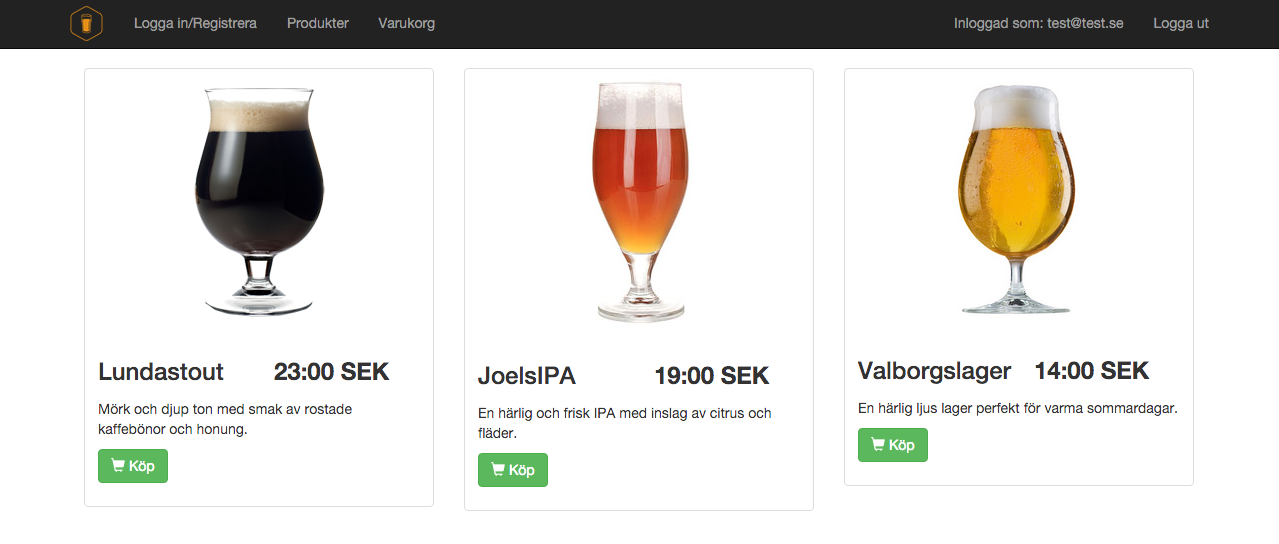 Logga in/Registrera Produkter Varukorg Inloggad som: test@test.se Logga ut
Lundastout 23:00 SEK
Mörk och djup ton med smak av rostade
kaffebönor och honung.
Köp
JoelsIPA 19:00 SEK
En härlig och frisk IPA med inslag av citrus och
fläder.
Köp
Valborgslager 14:00 SEK
En härlig ljus lager perfekt för varma sommardagar.
Köp